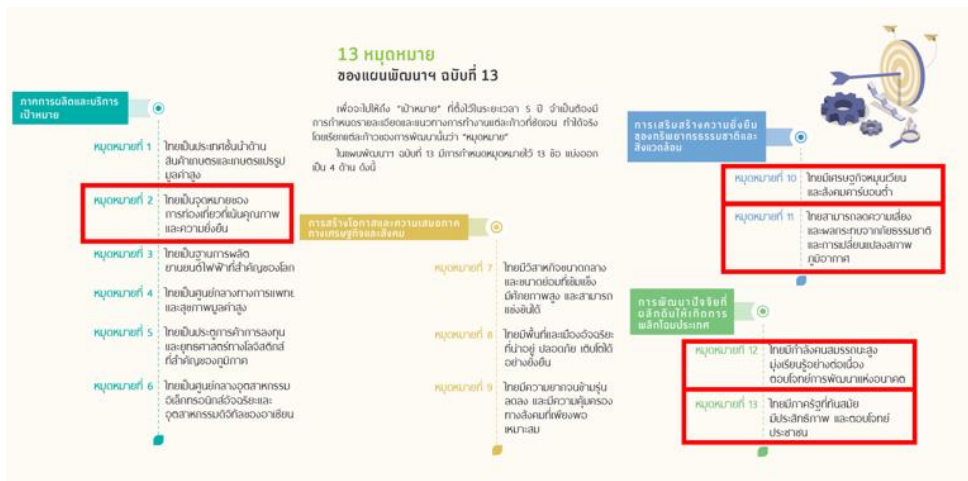 13 หมุดหมาย
ของแผนพัฒนาฯ ฉบับที่ 13
เพื่อจะไปให้ถึง "เป้าหมาย" ที่ตั้งไว้ในระยะเวลา 5 ปี จำเป็นต้องมี
การกำหนดรายละเอียดและแนวทางการทำงานแต่ละก้าวที่ชัดเจน ทำได้จริง
โดยเรียกแต่ละก้าวของการพัฒนานั้นว่า "หมุดหมาย"
ในแผนพัฒนาฯ ฉบับที่ 13 มีการกำหนดหมุดหมายไว้ 13 ข้อ แบ่งออก
เป็น 4 ด้าน ดังนี้
ภาคการผลิตและบริการ
เป้าหมาย
หมุดหมายที่ 1 ไทยเป็นประเทศชั้นนำด้าน
สินค้าเกษตรและเกษตรแปรรูป
มูลค่าสูง
หมุดหมายที่ 2 ไทยเป็นจุดหมายของ
การท่องเที่ยวที่เน้นคุณภาพ
และความยั่งยืน
หมุดหมายที่ 3 ไทยเป็นฐานการผลิต
ยานยนต์ไฟฟ้าที่สำคัญของโลก
หมุดหมายที่ 4 ไทยเป็นศูนย์กลางทางการแพทย์
และสุขภาพมูลค่าสูง
หมุดหมายที่ 5 ไทยเป็นประตูการค้าการลงทุน
และยุทธศาสตร์ทางโลจิสติกส์
ที่สำคัญของภูมิภาค
หมุดหมายที่ 6 ไทยเป็นศูนย์กลางอุตสาหกรรม
อิเล็กทรอนิกส์อัจฉริยะและ
อุตสาหกรรมดิจิทัลของอาเซียน
การสร้างโอกาสและความเสมอภาค
ทางเศรษฐกิจและสังคม
หมุดหมายที่ 7 ไทยมีวิสาหกิจขนาดกลาง
และขนาดย่อมที่เข้มแข็ง
มีศักยภาพสูง และสามารถ
แข่งขันได้
หมุดหมายที่ 8 ไทยมีพื้นที่และเมืองอัจฉริยะ
ที่น่าอยู่ ปลอดภัย เติบโตได้
อย่างยั่งยืน
หมุดหมายที่ 9 ไทยมีความยากจนข้ามรุ่น
ลดลง และมีความคุ้มครอง
ทางสังคมที่เพียงพอ
เหมาะสม
การเสริมสร้างความยั่งยืน
ของทรัพยากรธรรมชาติและ
สิ่งแวดล้อม
หมุดหมายที่ 10 ไทยมีเศรษฐกิจหมุนเวียน
และสังคมคาร์บอนต่ำ
หมุดหมายที่ 11 ไทยสามารถลดความเสี่ยง
และผลกระทบจากภัยธรรมชาติ
และการเปลี่ยนแปลงสภาพ
ภูมิอากาศ
การพัฒนาปัจจัยที่
ผลักดันให้เกิดการ
พลิกโฉมประเทศ
หมุดหมายที่ 12 ไทยมีกำลังคนสมรรถนะสูง
มุ่งเรียนรู้อย่างต่อเนื่อง
ตอบโจทย์การพัฒนาแห่งอนาคต
หมุดหมายที่ 13 ไทยมีภาครัฐที่ทันสมัย
มีประสิทธิภาพ และตอบโจทย์
ประชาชน